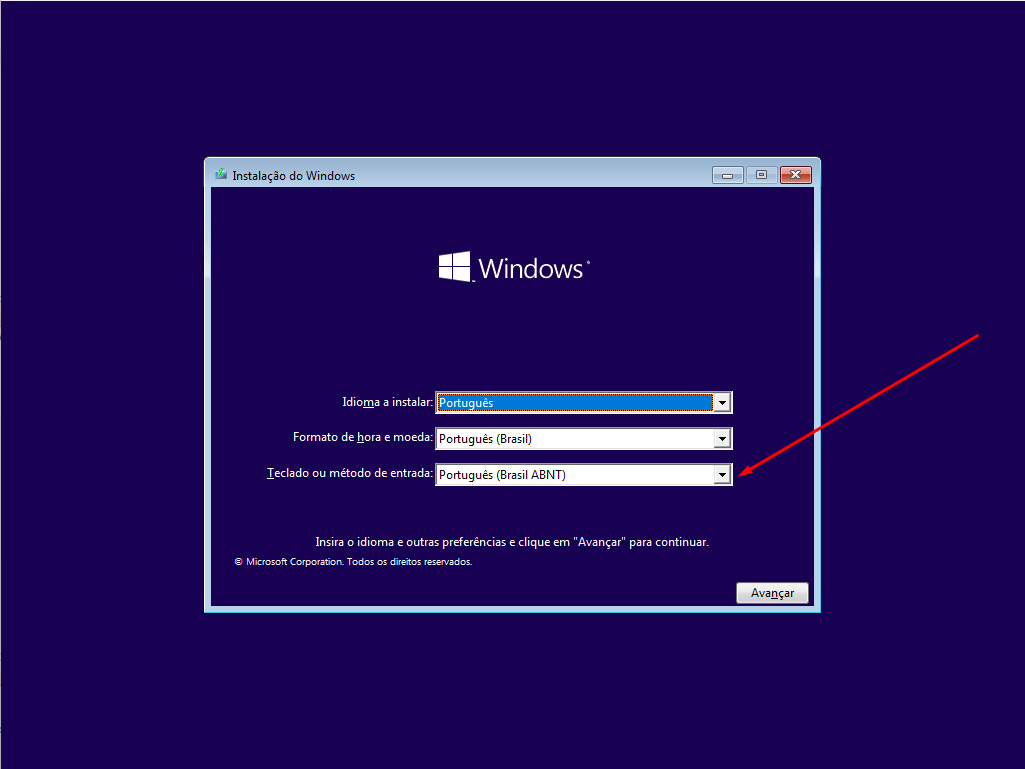 Instalação do Windows
Windows
Idioma a instalar: Português
Formato de hora e moeda: Português (Brasil)
Teclado ou método de entrada: Português (Brasil ABNT)
Insira o idioma e outras preferências e clique em "Avançar" para continuar.
© Microsoft Corporation. Todos os direitos reservados.
Avançar